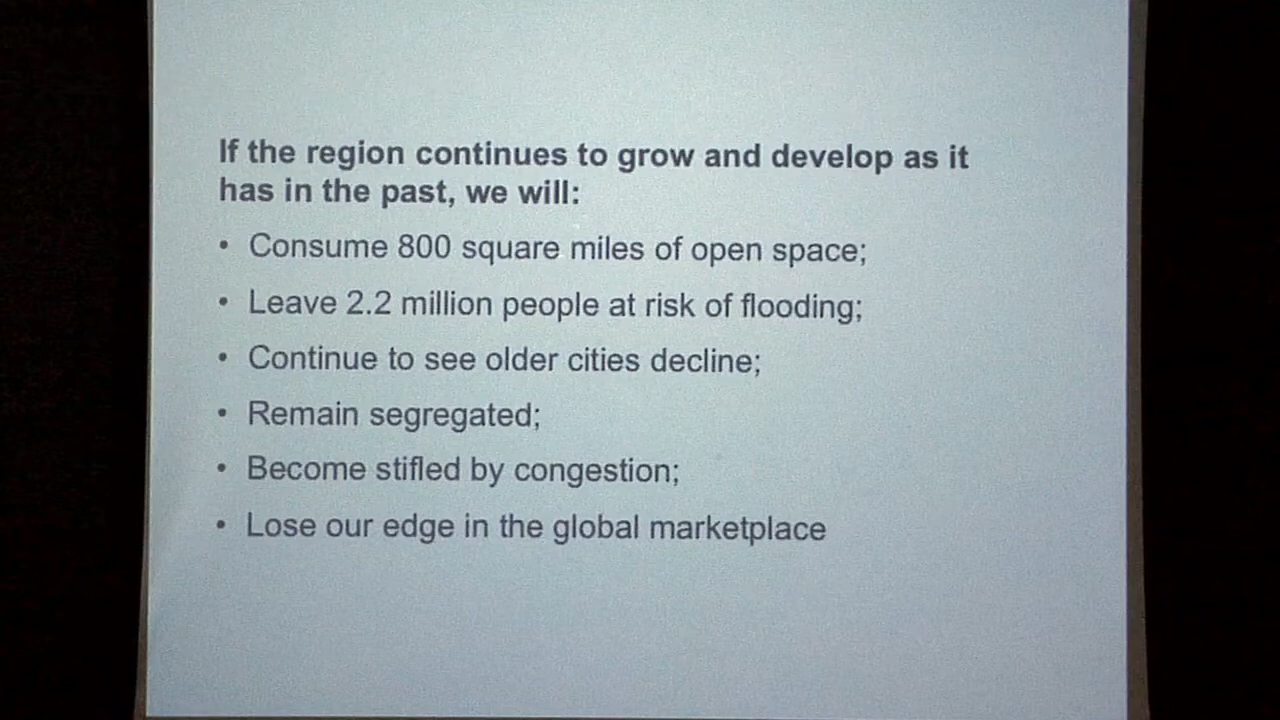 If the region continues to grow and develop as it
has in the past, we will:
• Consume 800 square miles of open space;
• Leave 2.2 million people at risk of flooding;
• Continue to see older cities decline;
• Remain segregated;
• Become stifled by congestion;
• Lose our edge in the global marketplace